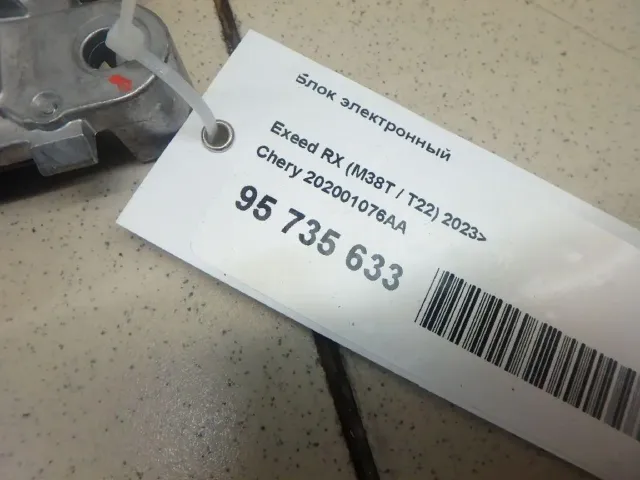 Блок электронный
Exeed RX (M38T / T22) 2023>
Chery 202001076AA
95 735 633